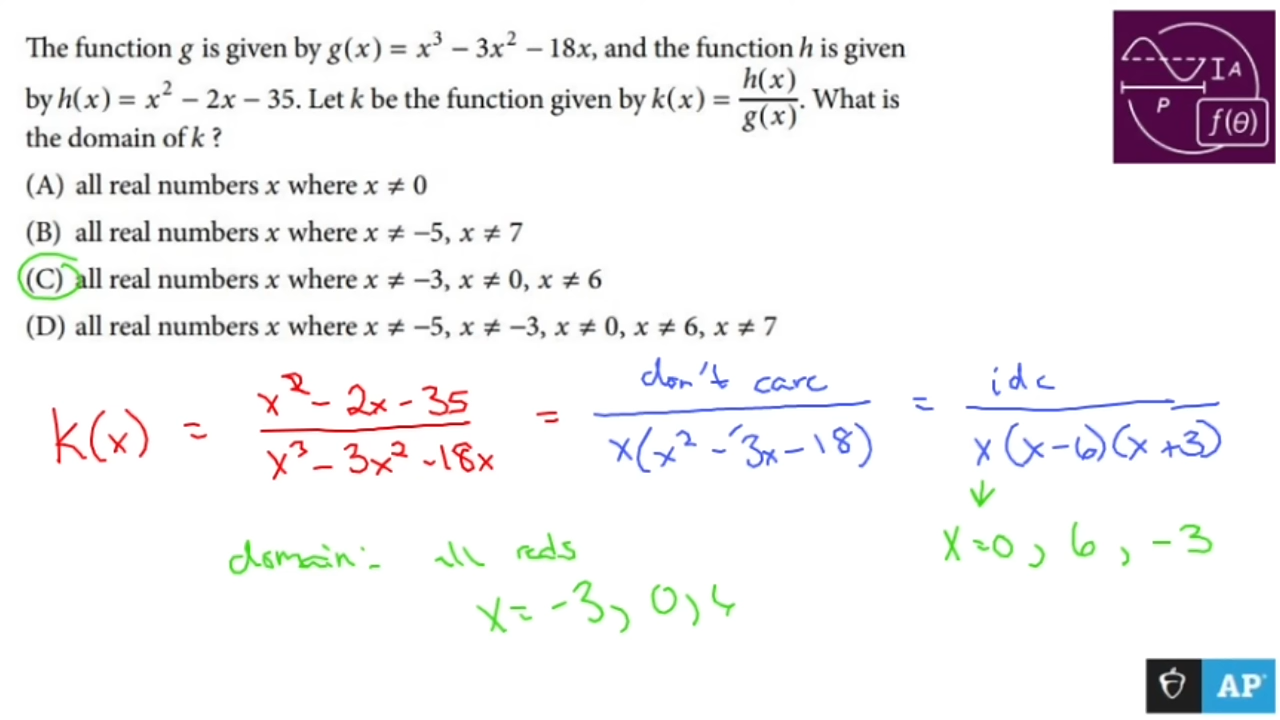 The function g is given by g(x) = x³ − 3x² − 18x, and the function h is given
by h(x) = x² − 2x − 35. Let k be the function given by k(x) = h(x)/g(x). What is
the domain of k ?
(A) all real numbers x where x ≠ 0
(B) all real numbers x where x ≠ −5, x ≠ 7
(C) all real numbers x where x ≠ −3, x ≠ 0, x ≠ 6
(D) all real numbers x where x ≠ −5, x ≠ −3, x ≠ 0, x ≠ 6, x ≠ 7
I A
P
f(θ)
k(x) = x² − 2x − 35 / x³ − 3x² − 18x = don't care / x(x² − 3x − 18) = idc / x(x−6)(x+3)
x=0, 6, −3
domain: all reals
x= −3, 0,
AP